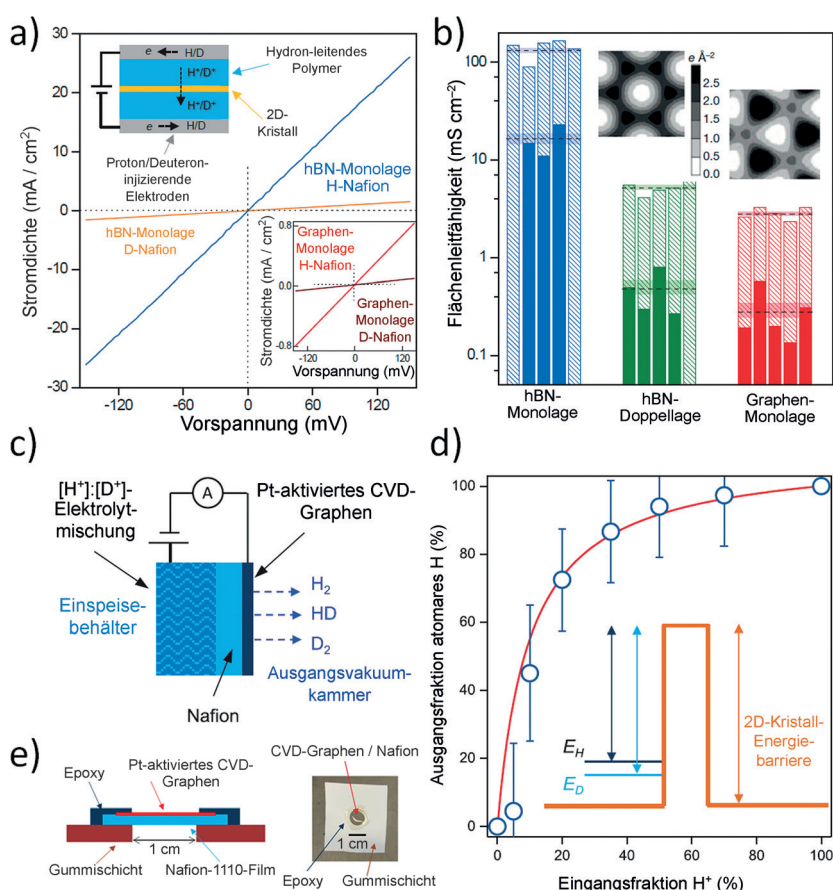 a)
30
20
10
0
-10
-20
-30
Stromdichte (mA / cm²)
-120
-60
0
60
120
Vorspannung (mV)
e
H/D
H⁺/D⁺
H⁺/D⁺
e
H/D
Hydron-leitendes
Polymer
2D-
Kristall
Proton/Deuteron-
injizierende
Elektroden
hBN-Monolage
H-Nafion
hBN-Monolage
D-Nafion
Stromdichte (mA / cm²)
0.0
-0.8
Graphen-
Monolage
H-Nafion
Graphen-
Monolage
D-Nafion
-120
0
120
Vorspannung (mV)
b)
Flächenleitfähigkeit (mS cm⁻²)
100
10
1
0.1
e Å⁻²
2.5
2.0
1.5
1.0
0.5
0.0
hBN-
Monolage
hBN-
Doppellage
Graphen-
Monolage
c)
[H⁺]:[D⁺]-
Elektrolyt-
mischung
A
Pt-aktiviertes CVD-
Graphen
Einspeise-
behälter
H₂
HD
D₂
Ausgangsvakuum-
kammer
Nafion
d)
Ausgangsfraktion atomares H (%)
100
80
60
40
20
0
E_H
E_D
2D-Kristall-
Energie-
barriere
0
20
40
60
80
100
Eingangsfraktion H⁺ (%)
e)
Pt-aktiviertes CVD-
Graphen
Epoxy
1 cm
Gummischicht
Nafion-1110-Film
CVD-Graphen / Nafion
1 cm
Epoxy
Gummischicht